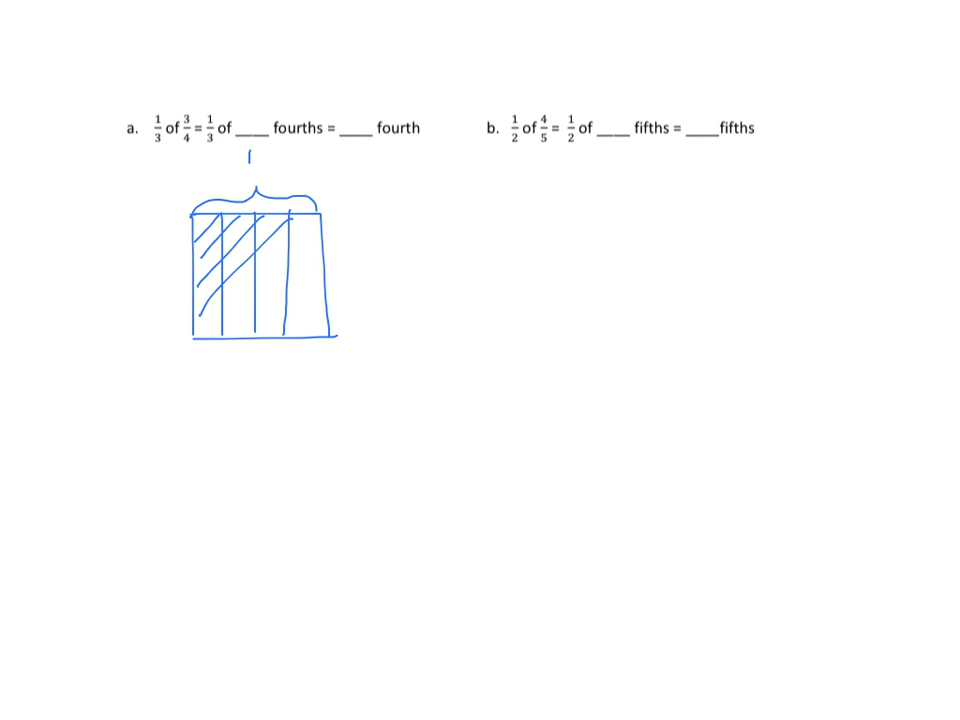 a. 1/3 of 3/4 = 1/3 of ____ fourths = ____ fourth
b. 1/2 of 4/5 = 1/2 of ____ fifths = ____fifths
1